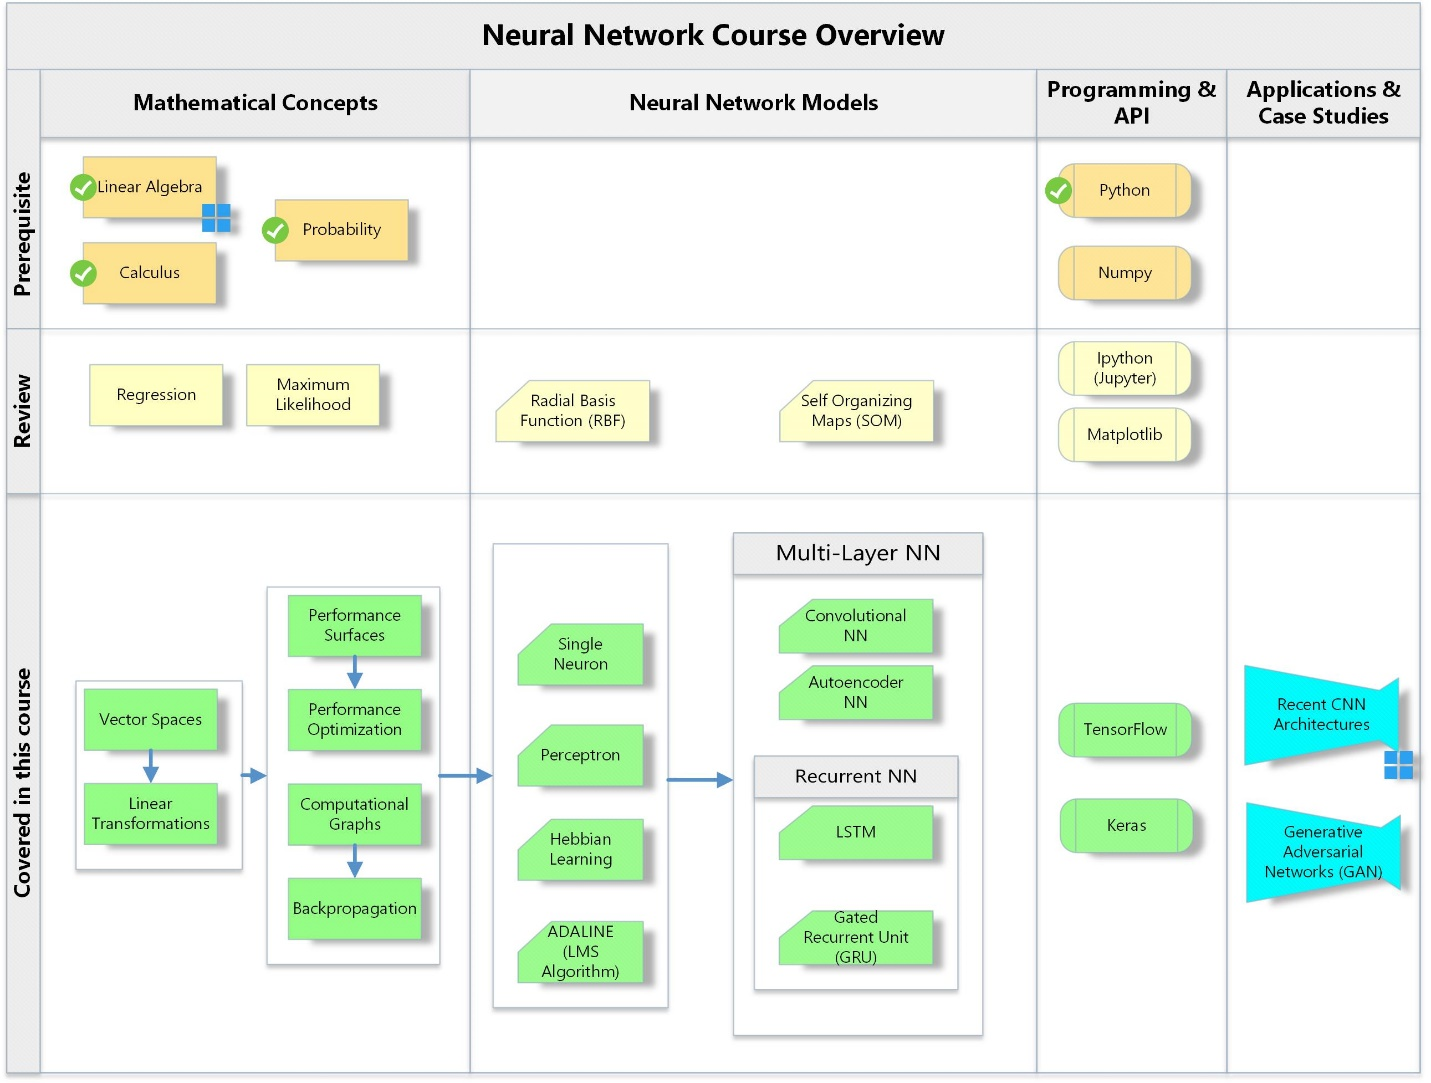 Neural Network Course Overview
Mathematical Concepts
Neural Network Models
Programming &
API
Applications &
Case Studies
Prerequisite
Linear Algebra
Probability
Calculus
Python
Numpy
Review
Regression
Maximum
Likelihood
Radial Basis
Function (RBF)
Self Organizing
Maps (SOM)
Ipython
(Jupyter)
Matplotlib
Covered in this course
Vector Spaces
Linear
Transformations
Performance
Surfaces
Performance
Optimization
Computational
Graphs
Backpropagation
Single
Neuron
Perceptron
Hebbian
Learning
ADALINE
(LMS
Algorithm)
Multi-Layer NN
Convolutional
NN
Autoencoder
NN
Recurrent NN
LSTM
Gated
Recurrent Unit
(GRU)
TensorFlow
Keras
Recent CNN
Architectures
Generative
Adversarial
Networks (GAN)